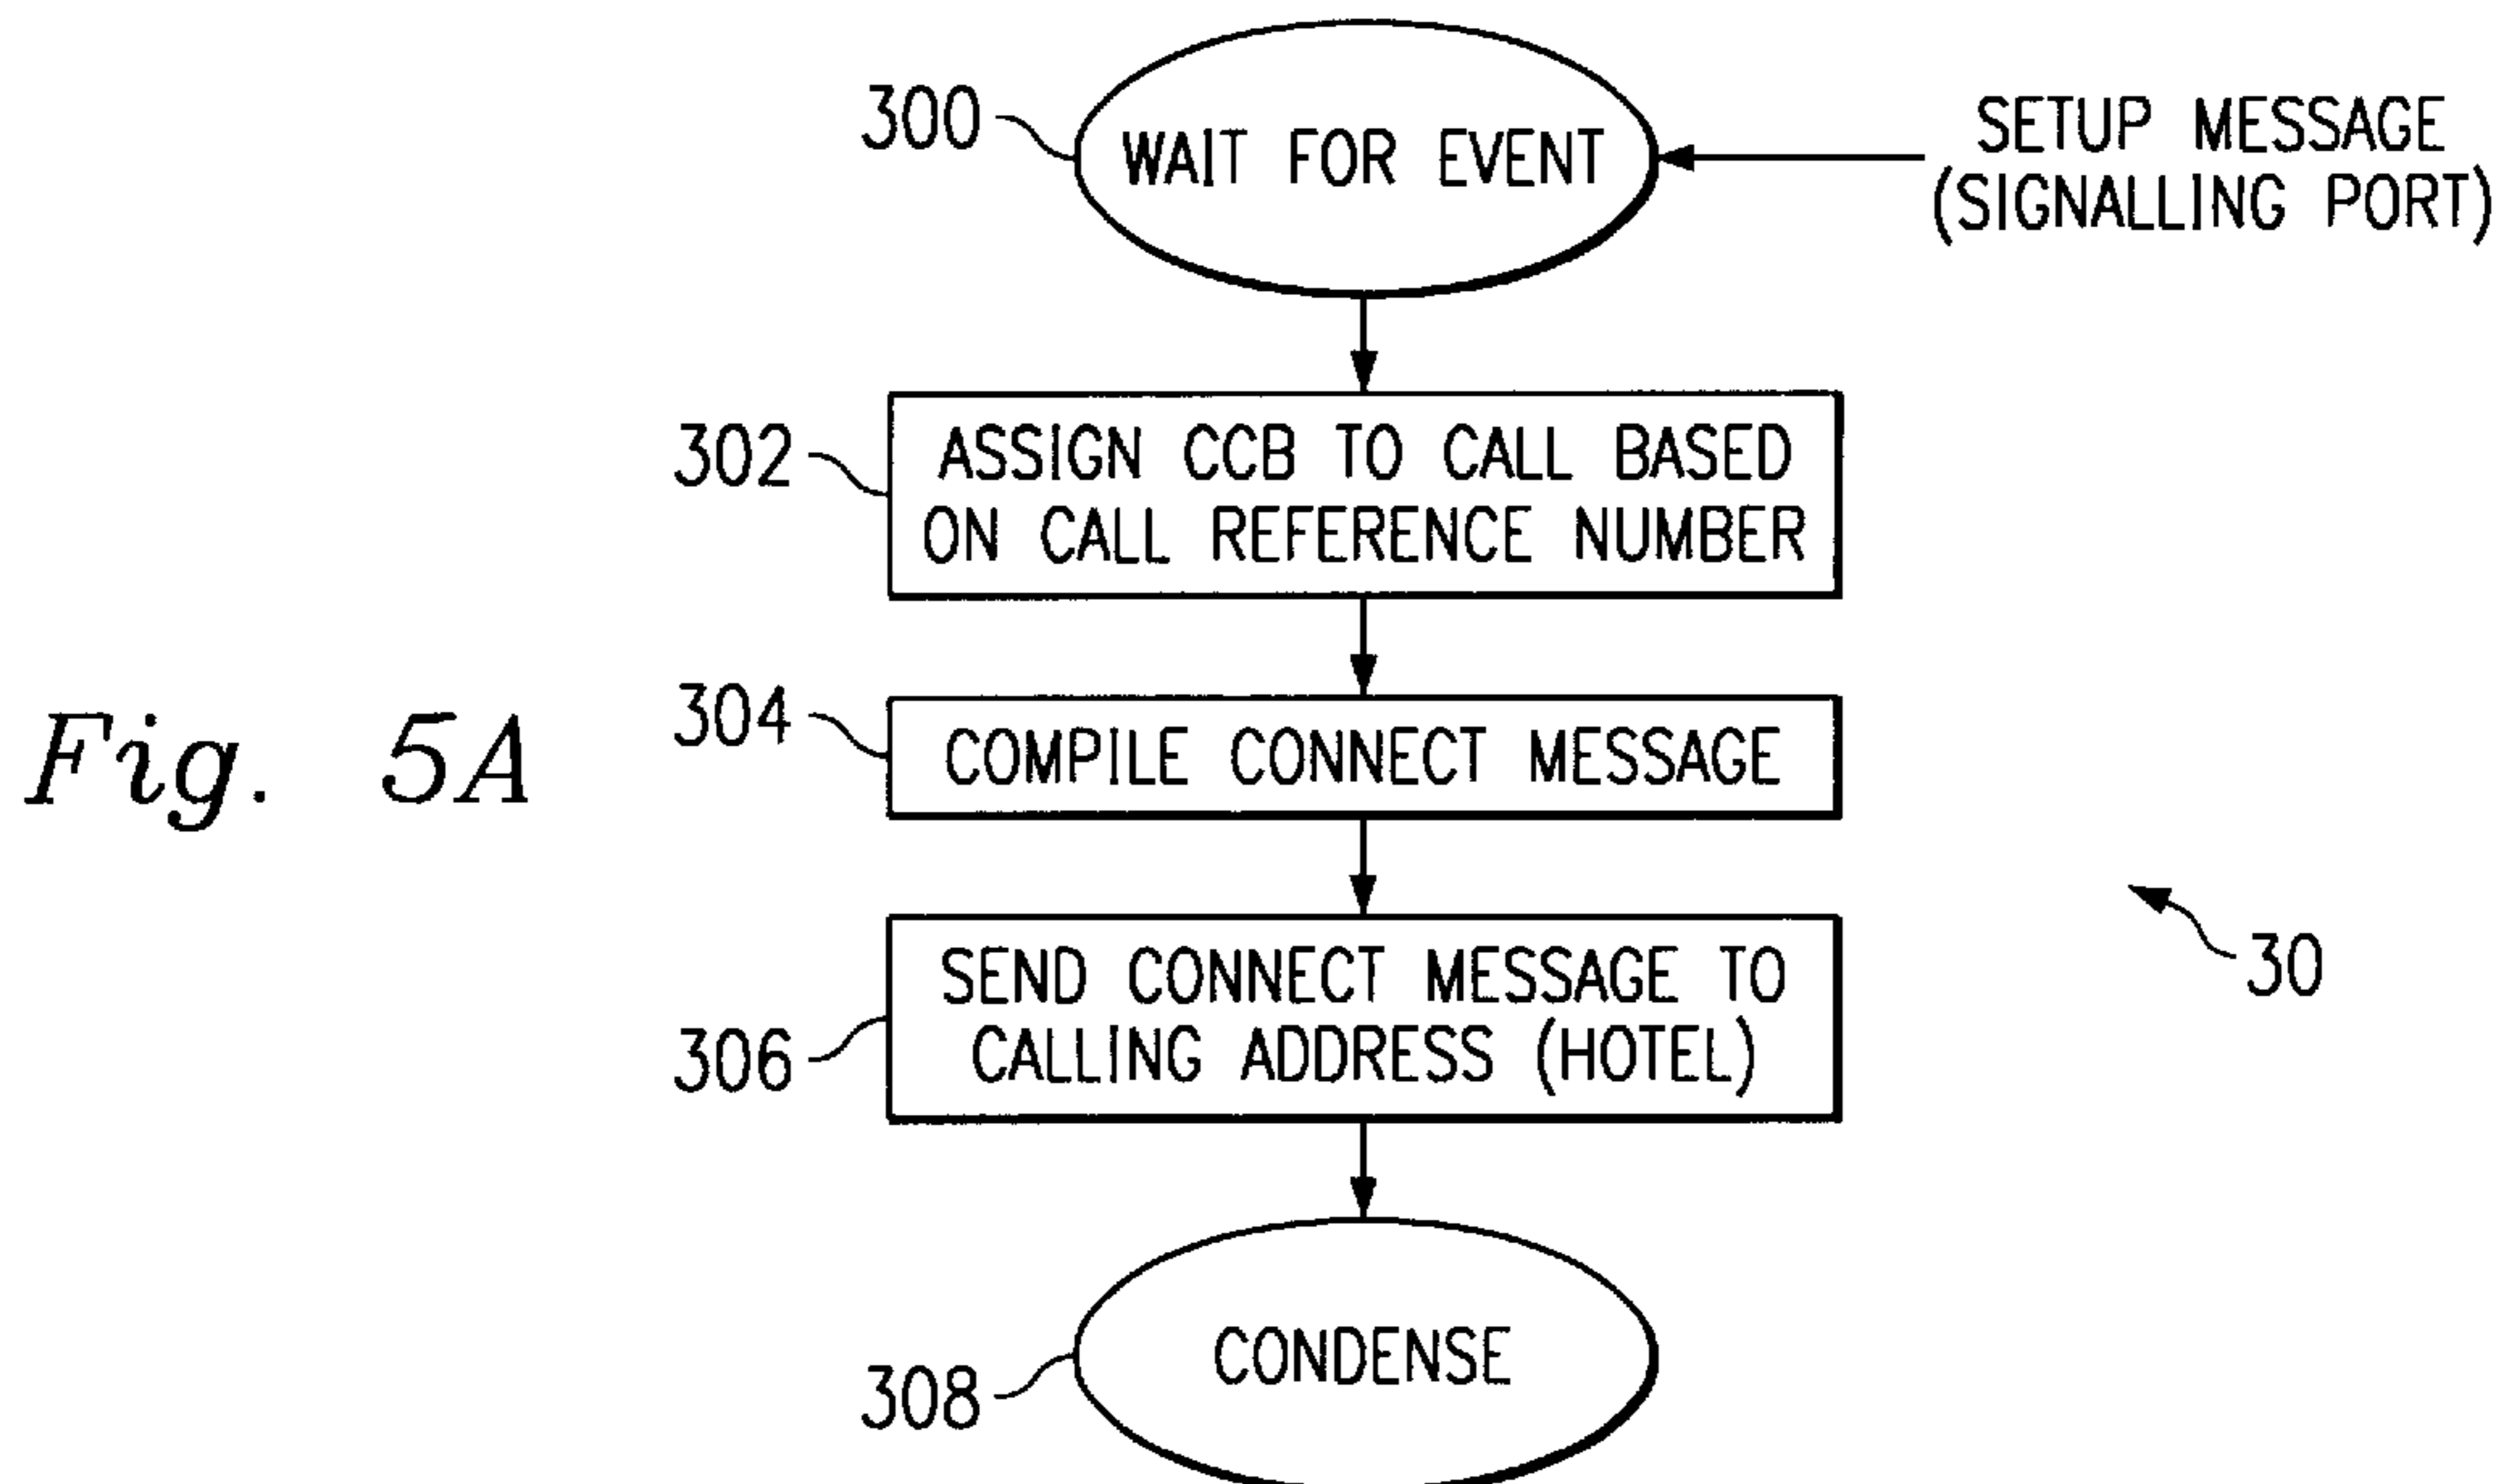 300
WAIT FOR EVENT
SETUP MESSAGE
(SIGNALLING PORT)
302
ASSIGN CCB TO CALL BASED
ON CALL REFERENCE NUMBER
304
COMPILE CONNECT MESSAGE
Fig. 5A
306
SEND CONNECT MESSAGE TO
CALLING ADDRESS (HOTEL)
30
308
CONDENSE